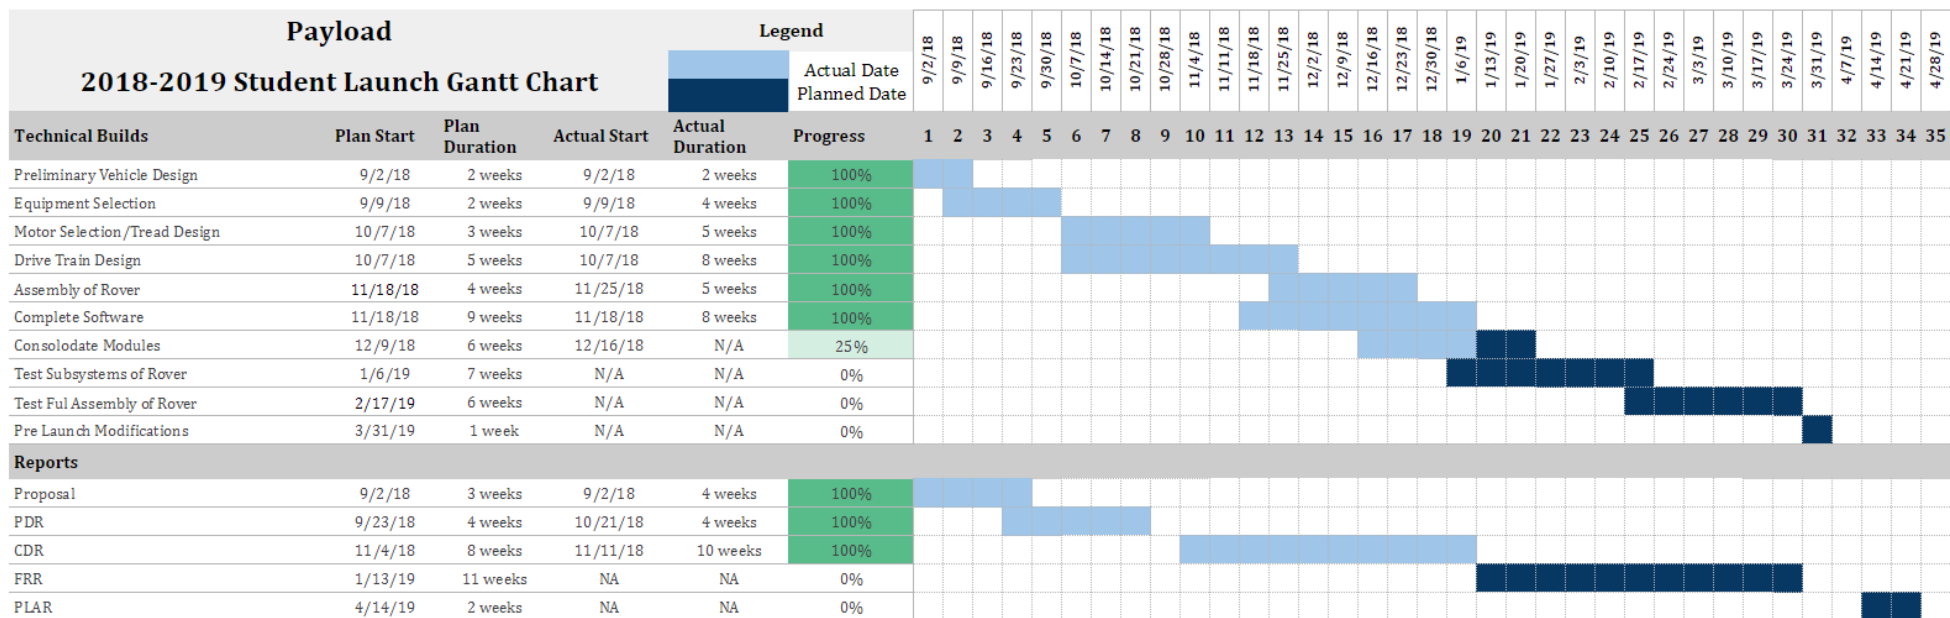 Payload
Legend
2018-2019 Student Launch Gantt Chart
Actual Date
Planned Date
9/2/18 9/9/18 9/16/18 9/23/18 9/30/18 10/7/18 10/14/18 10/21/18 10/28/18 11/4/18 11/11/18 11/18/18 11/25/18 12/2/18 12/9/18 12/16/18 12/23/18 12/30/18 1/6/19 1/13/19 1/20/19 1/27/19 2/3/19 2/10/19 2/17/19 2/24/19 3/3/19 3/10/19 3/17/19 3/24/19 3/31/19 4/7/19 4/14/19 4/21/19 4/28/19
Technical Builds Plan Start Plan Duration Actual Start Actual Duration Progress 1 2 3 4 5 6 7 8 9 10 11 12 13 14 15 16 17 18 19 20 21 22 23 24 25 26 27 28 29 30 31 32 33 34 35
Preliminary Vehicle Design 9/2/18 2 weeks 9/2/18 2 weeks 100%
Equipment Selection 9/9/18 2 weeks 9/9/18 4 weeks 100%
Motor Selection/Tread Design 10/7/18 3 weeks 10/7/18 5 weeks 100%
Drive Train Design 10/7/18 5 weeks 10/7/18 8 weeks 100%
Assembly of Rover 11/18/18 4 weeks 11/25/18 5 weeks 100%
Complete Software 11/18/18 9 weeks 11/18/18 8 weeks 100%
Consolodate Modules 12/9/18 6 weeks 12/16/18 N/A 25%
Test Subsystems of Rover 1/6/19 7 weeks N/A N/A 0%
Test Ful Assembly of Rover 2/17/19 6 weeks N/A N/A 0%
Pre Launch Modifications 3/31/19 1 week N/A N/A 0%
Reports
Proposal 9/2/18 3 weeks 9/2/18 4 weeks 100%
PDR 9/23/18 4 weeks 10/21/18 4 weeks 100%
CDR 11/4/18 8 weeks 11/11/18 10 weeks 100%
FRR 1/13/19 11 weeks NA NA 0%
PLAR 4/14/19 2 weeks NA NA 0%